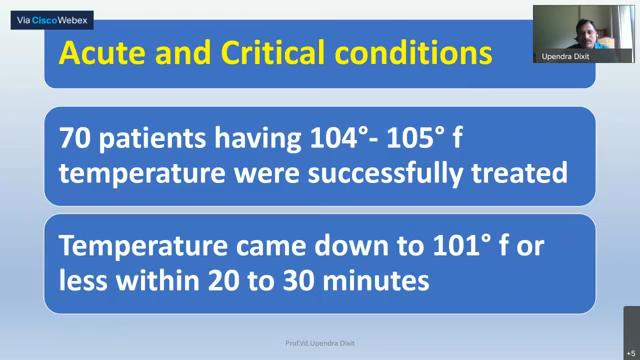 Via Cisco Webex
Acute and Critical conditions
Upendra Dixit
70 patients having 104°- 105° f
temperature were successfully treated
Temperature came down to 101° f or
less within 20 to 30 minutes
Prof.Vd.Upendra Dixit
+5